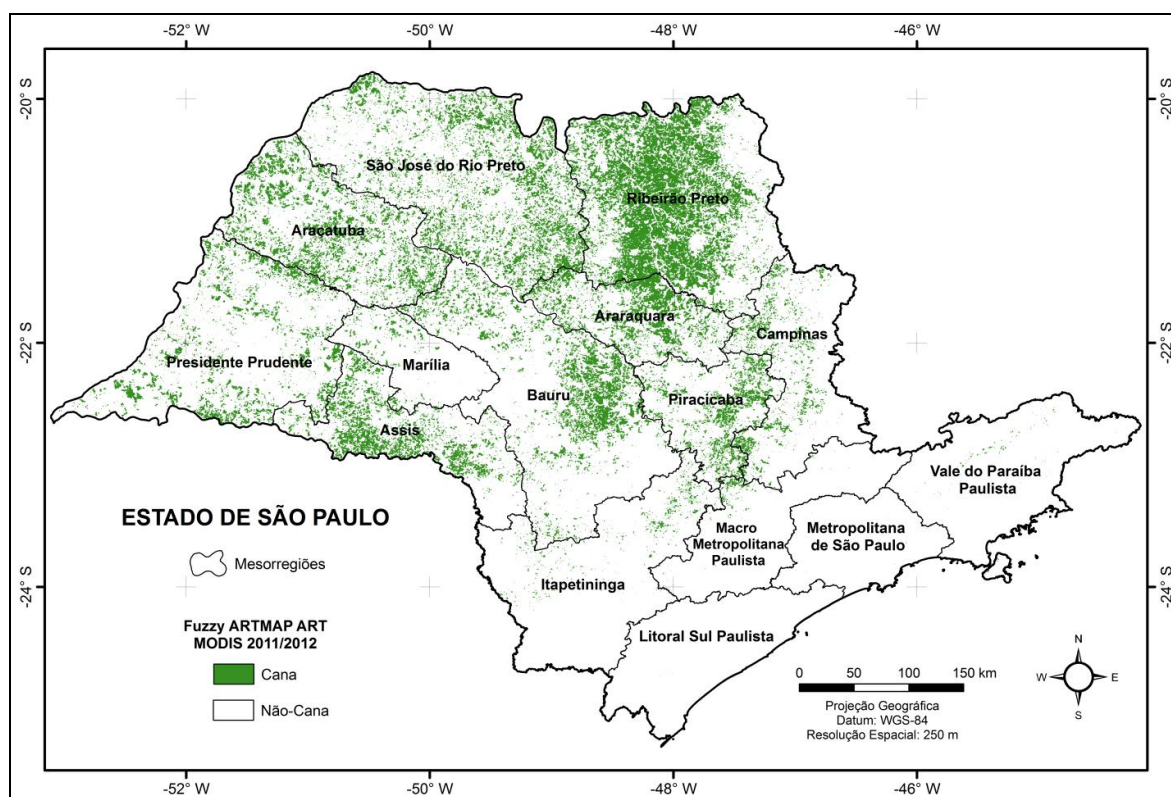 -52° W
-50° W
-48° W
-46° W
-20° S
-20° S
São José do Rio Preto
Ribeirão Preto
Araçatuba
Araraquara
Campinas
-22° S
-22° S
Presidente Prudente
Marília
Bauru
Piracicaba
Assis
Vale do Paraíba
Paulista
ESTADO DE SÃO PAULO
Mesorregiões
Macro
Metropolitana
Paulista
Metropolitana
de São Paulo
-24° S
-24° S
Itapetininga
Litoral Sul Paulista
Fuzzy ARTMAP ART
MODIS 2011/2012
Cana
Não-Cana
0 50 100 150 km
Projeção Geográfica
Datum: WGS-84
Resolução Espacial: 250 m
N
W E
S
-52° W
-50° W
-48° W
-46° W